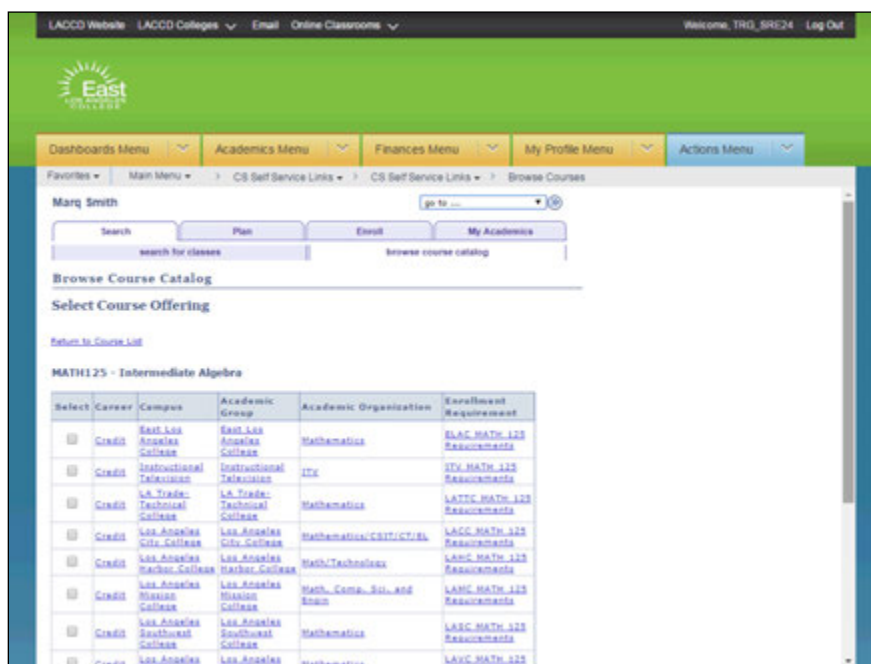 LACCD Website LACCD Colleges Email Online Classrooms Welcome, TRG_SRE24 Log Out
East
LOS ANGELES
COLLEGE
Dashboards Menu Academics Menu Finances Menu My Profile Menu Actions Menu
Favorites Main Menu > CS Self Service Links > CS Self Service Links > Browse Courses
Marq Smith go to ....
Search Plan Enroll My Academics
search for classes browse course catalog
Browse Course Catalog
Select Course Offering
Return to Course List
MATH125 - Intermediate Algebra
Select Career Campus Academic Group Academic Organization Enrollment Requirement
Credit East Los Angeles College East Los Angeles College Mathematics ELAC MATH 125 Requirements
Credit Instructional Television Instructional Television ITV ITV MATH 125 Requirements
Credit LA Trade-Technical College LA Trade-Technical College Mathematics LATTC MATH 125 Requirements
Credit Los Angeles City College Los Angeles City College Mathematics/CSIT/CT/EL LACC MATH 125 Requirements
Credit Los Angeles Harbor College Los Angeles Harbor College Math/Technology LAHC MATH 125 Requirements
Credit Los Angeles Mission College Los Angeles Mission College Math, Comp. Sci. and Engin LAMC MATH 125 Requirements
Credit Los Angeles Southwest College Los Angeles Southwest College Mathematics LASC MATH 125 Requirements
Credit Los Angeles Los Angeles Mathematics LAVC MATH 125